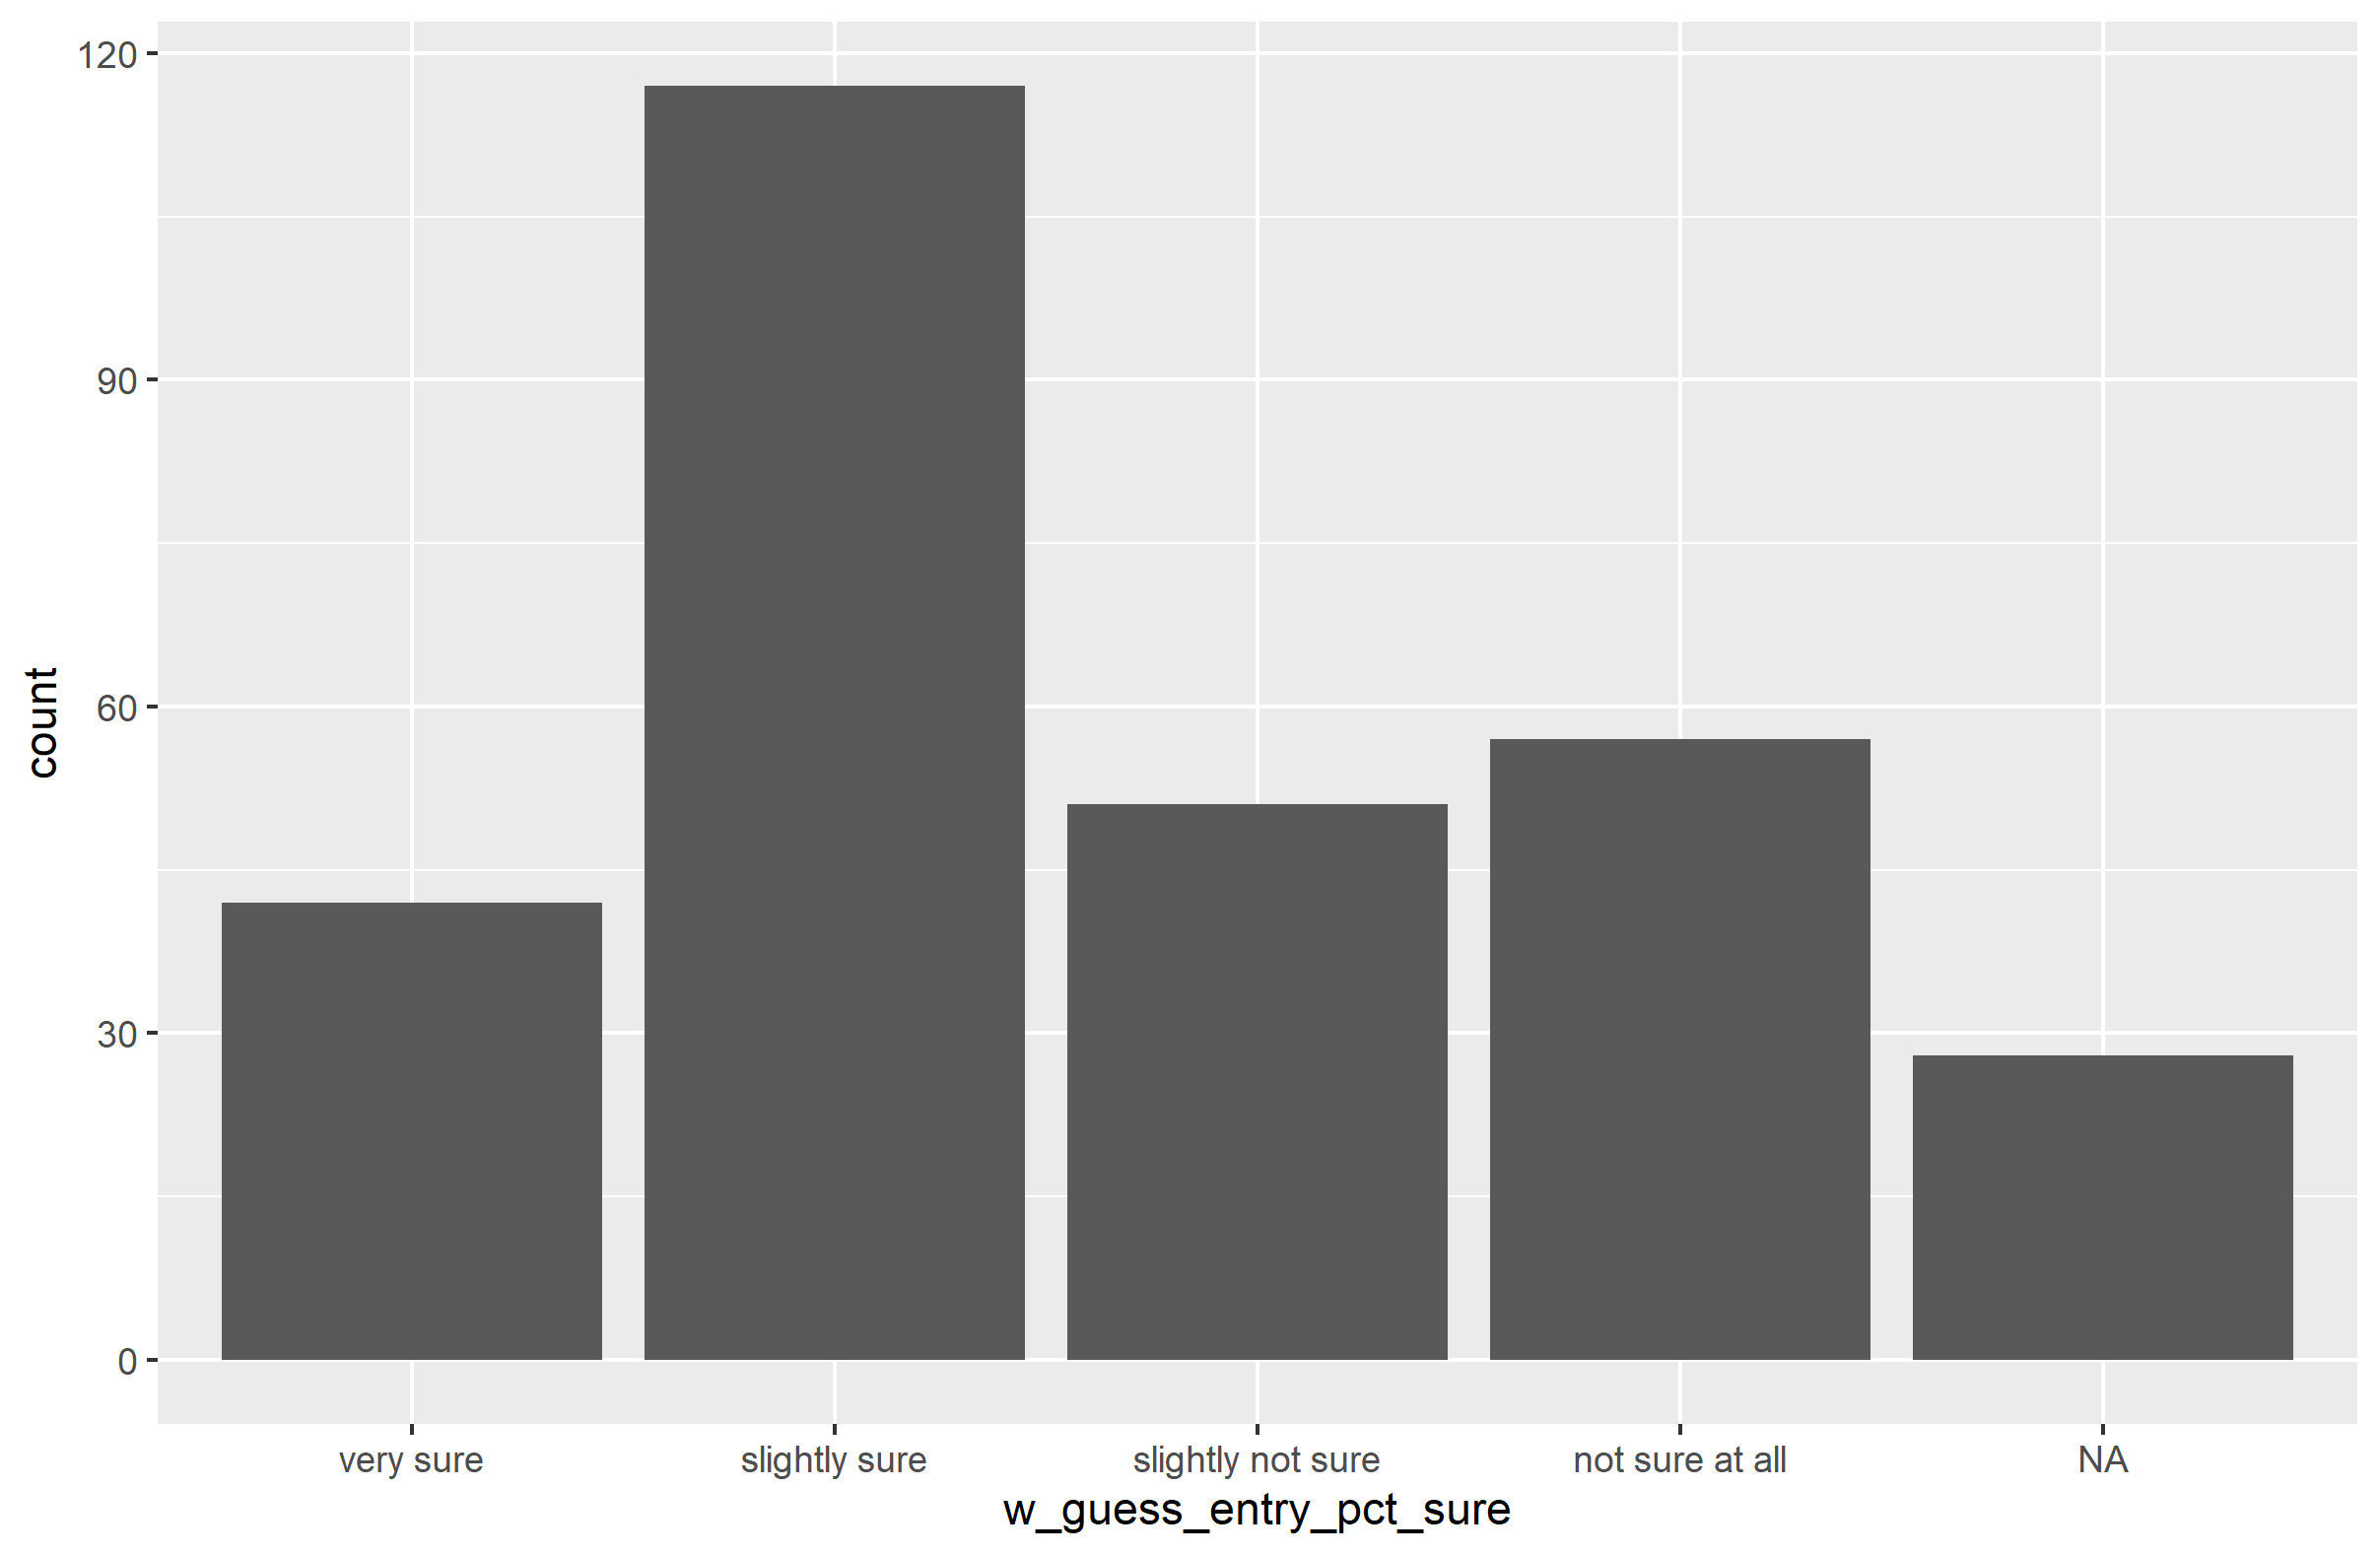 120
90
60
30
0
count
very sure
slightly sure
slightly not sure
not sure at all
NA
w_guess_entry_pct_sure